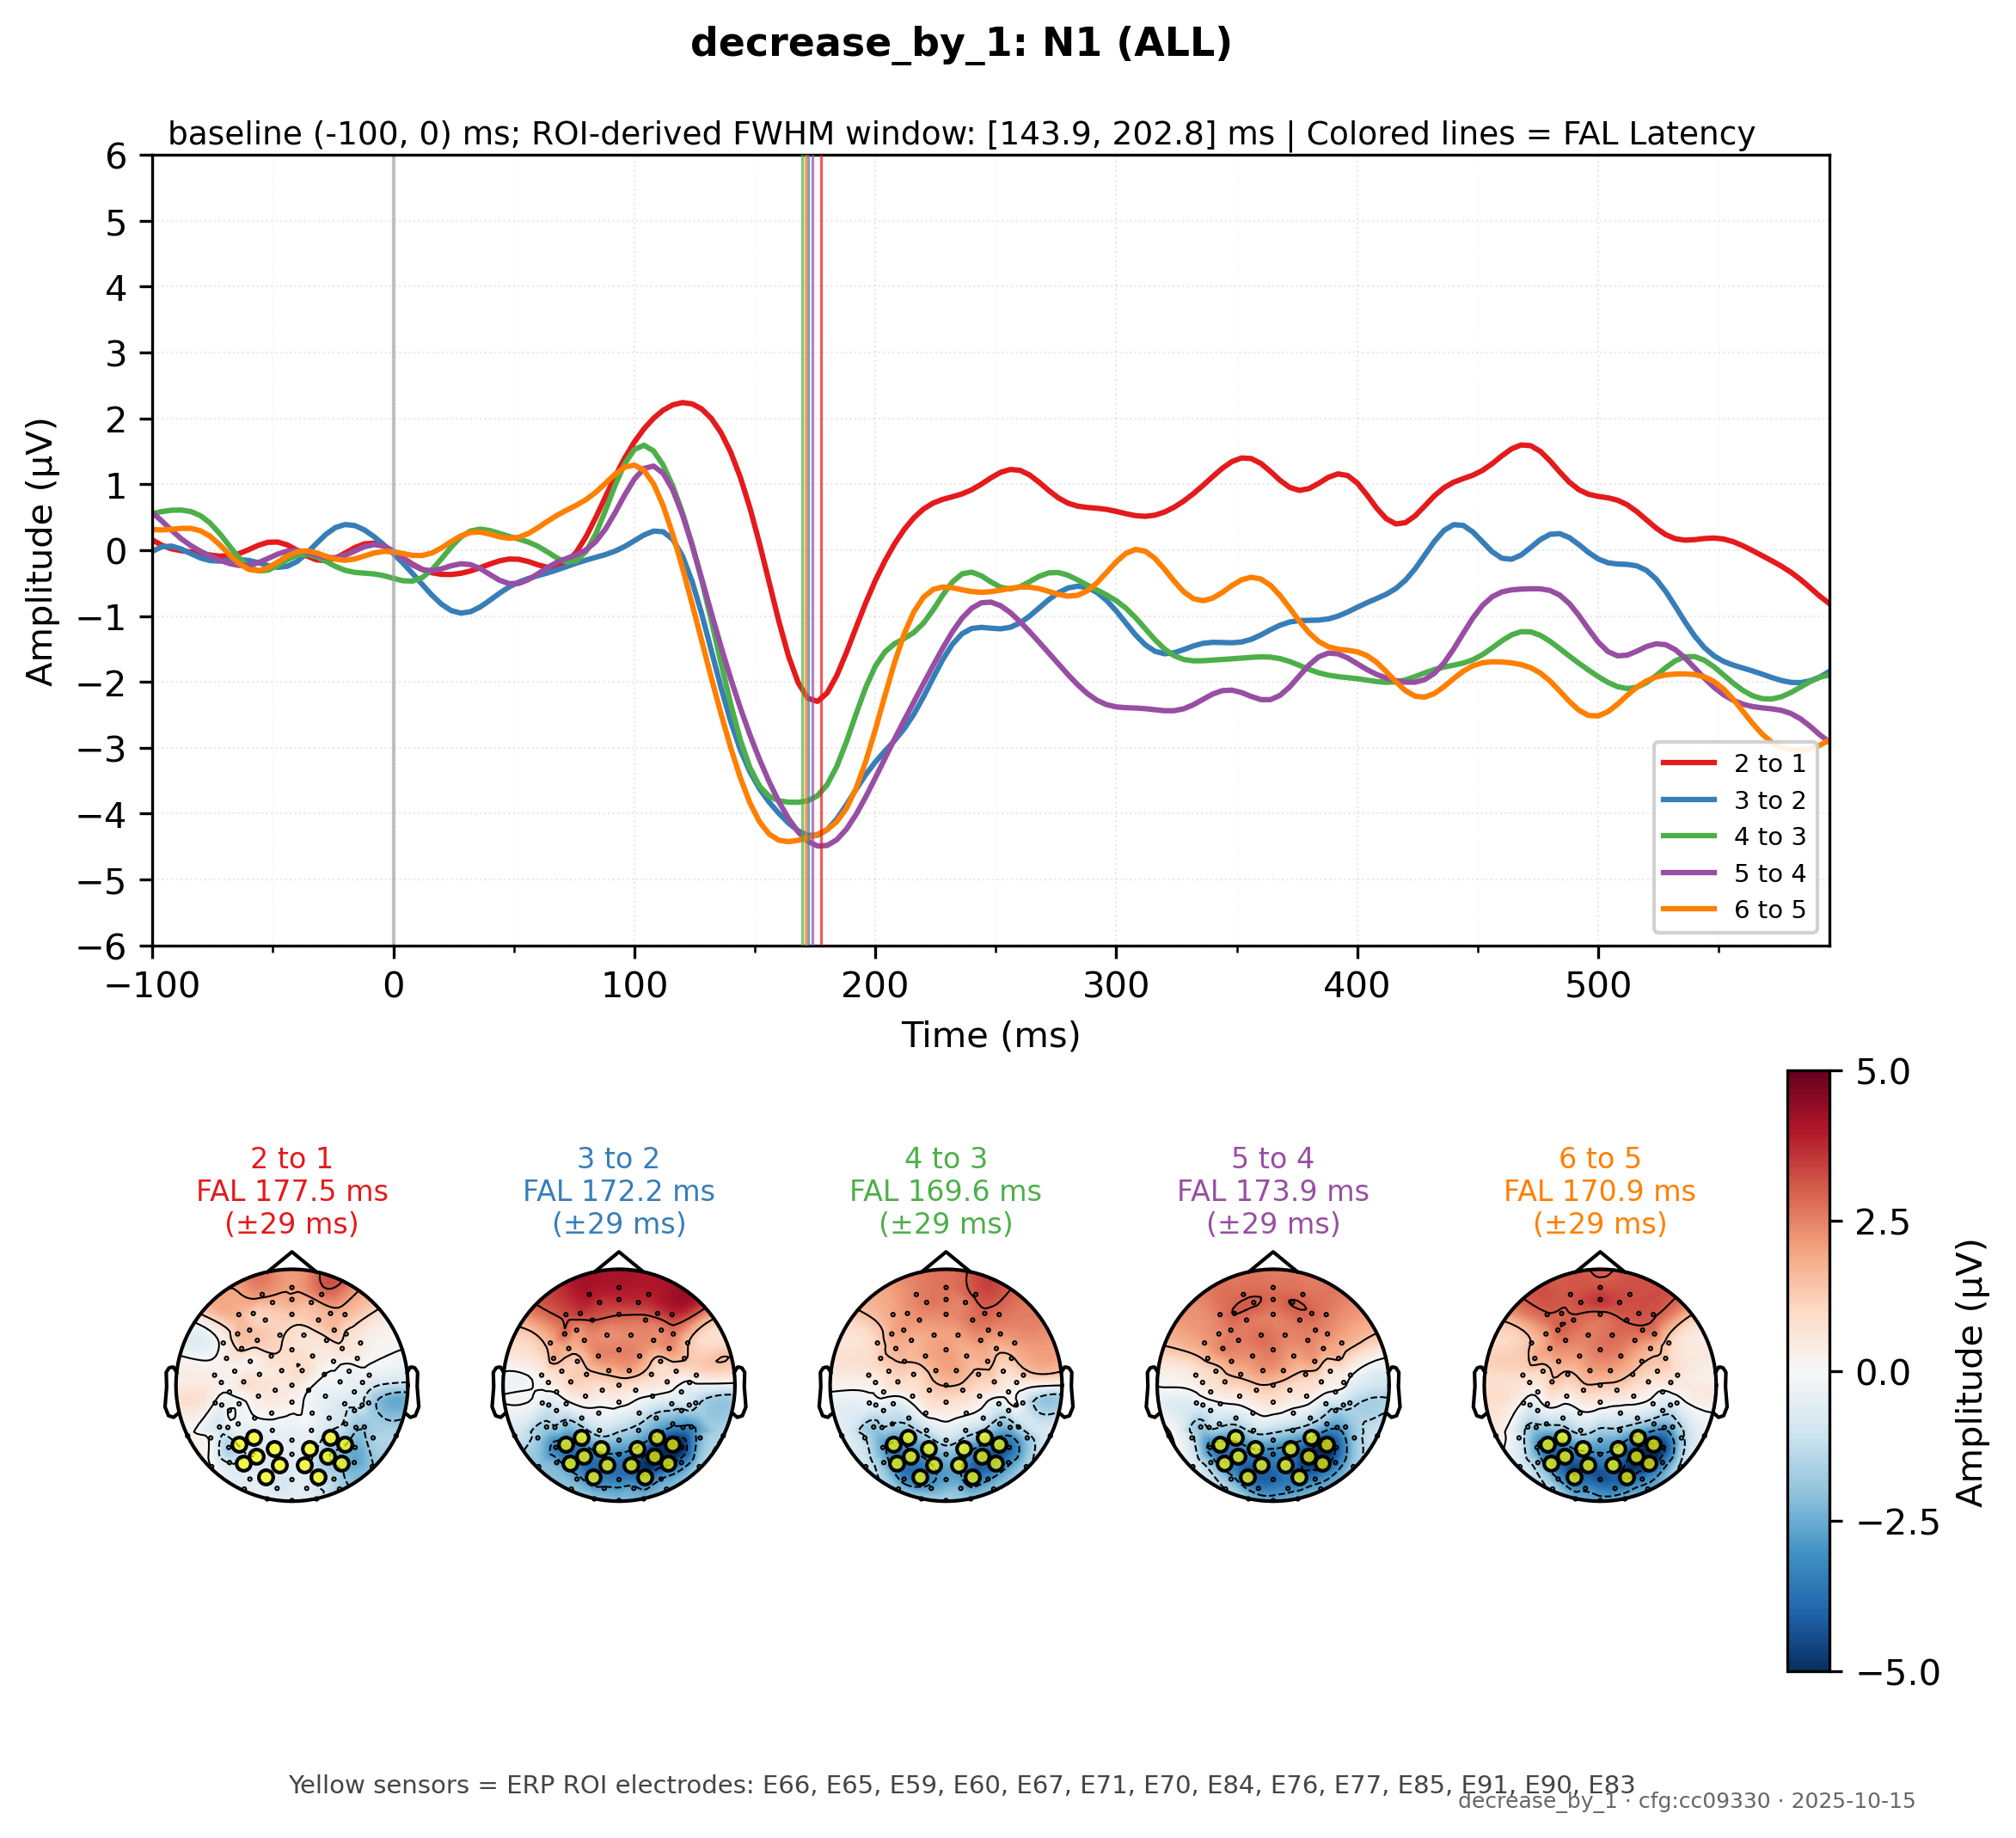 decrease_by_1: N1 (ALL)
baseline (-100, 0) ms; ROI-derived FWHM window: [143.9, 202.8] ms | Colored lines = FAL Latency
6
5
4
3
2
1
0
−1
−2
−3
−4
−5
−6
Amplitude (µV)
2 to 1
3 to 2
4 to 3
5 to 4
6 to 5
−100 0 100 200 300 400 500
Time (ms)
2 to 1
FAL 177.5 ms
(±29 ms)
3 to 2
FAL 172.2 ms
(±29 ms)
4 to 3
FAL 169.6 ms
(±29 ms)
5 to 4
FAL 173.9 ms
(±29 ms)
6 to 5
FAL 170.9 ms
(±29 ms)
5.0
2.5
0.0
−2.5
−5.0
Amplitude (µV)
Yellow sensors = ERP ROI electrodes: E66, E65, E59, E60, E67, E71, E70, E84, E76, E77, E85, E91, E90, E83
decrease_by_1 · cfg:cc09330 · 2025-10-15